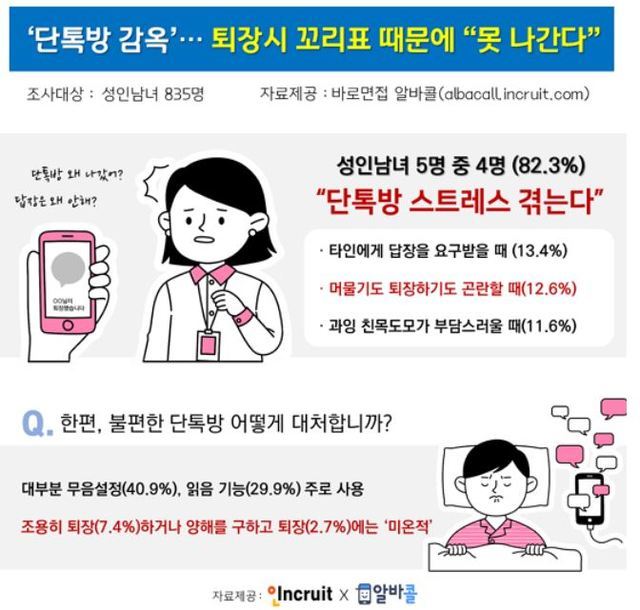 '단톡방 감옥'… 퇴장시 꼬리표 때문에 "못 나간다"
조사대상 : 성인남녀 835명 자료제공 : 바로면접 알바콜(albacall.incruit.com)
단톡방 왜 나갔어?
답장은 왜 안해?
OO님이
퇴장했습니다
성인남녀 5명 중 4명 (82.3%)
"단톡방 스트레스 겪는다"
· 타인에게 답장을 요구받을 때 (13.4%)
· 머물기도 퇴장하기도 곤란할 때(12.6%)
· 과잉 친목도모가 부담스러울 때(11.6%)
Q. 한편, 불편한 단톡방 어떻게 대처합니까?
대부분 무음설정(40.9%), 읽음 기능(29.9%) 주로 사용
조용히 퇴장(7.4%)하거나 양해를 구하고 퇴장(2.7%)에는 '미온적'
자료제공: 인Incruit X 알바콜